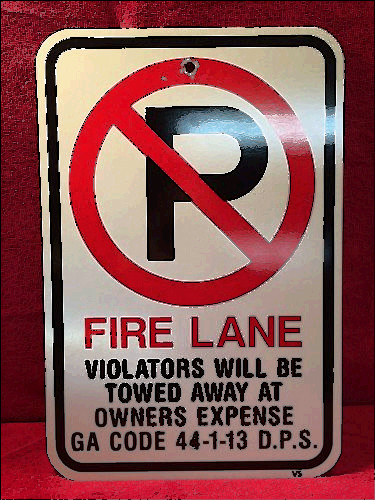 P
FIRE LANE
VIOLATORS WILL BE
TOWED AWAY AT
OWNERS EXPENSE
GA CODE 44-1-13 D.P.S.
VS